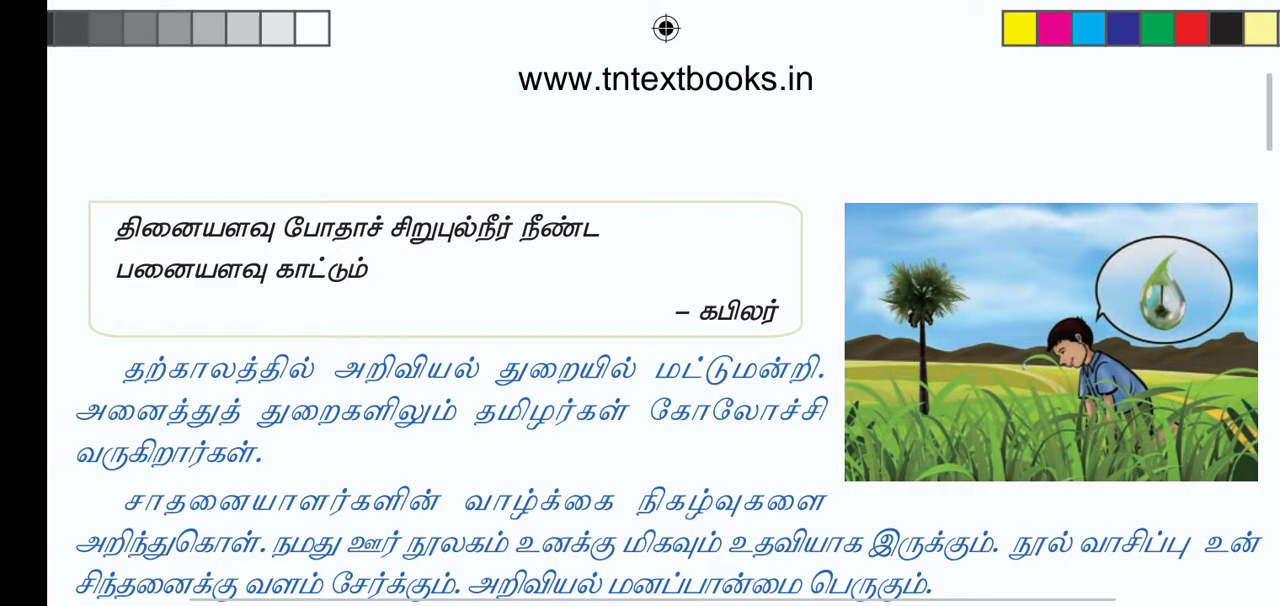 www.tntextbooks.in
தினையளவு போதாச் சிறுபுல்நீர் நீண்ட
பனையளவு காட்டும்
– கபிலர்
தற்காலத்தில் அறிவியல் துறையில் மட்டுமன்றி.
அனைத்துத் துறைகளிலும் தமிழர்கள் கோலோச்சி
வருகிறார்கள்.
சாதனையாளர்களின் வாழ்க்கை நிகழ்வுகளை
அறிந்துகொள். நமது ஊர் நூலகம் உனக்கு மிகவும் உதவியாக இருக்கும். நூல் வாசிப்பு உன்
சிந்தனைக்கு வளம் சேர்க்கும். அறிவியல் மனப்பான்மை பெருகும்.